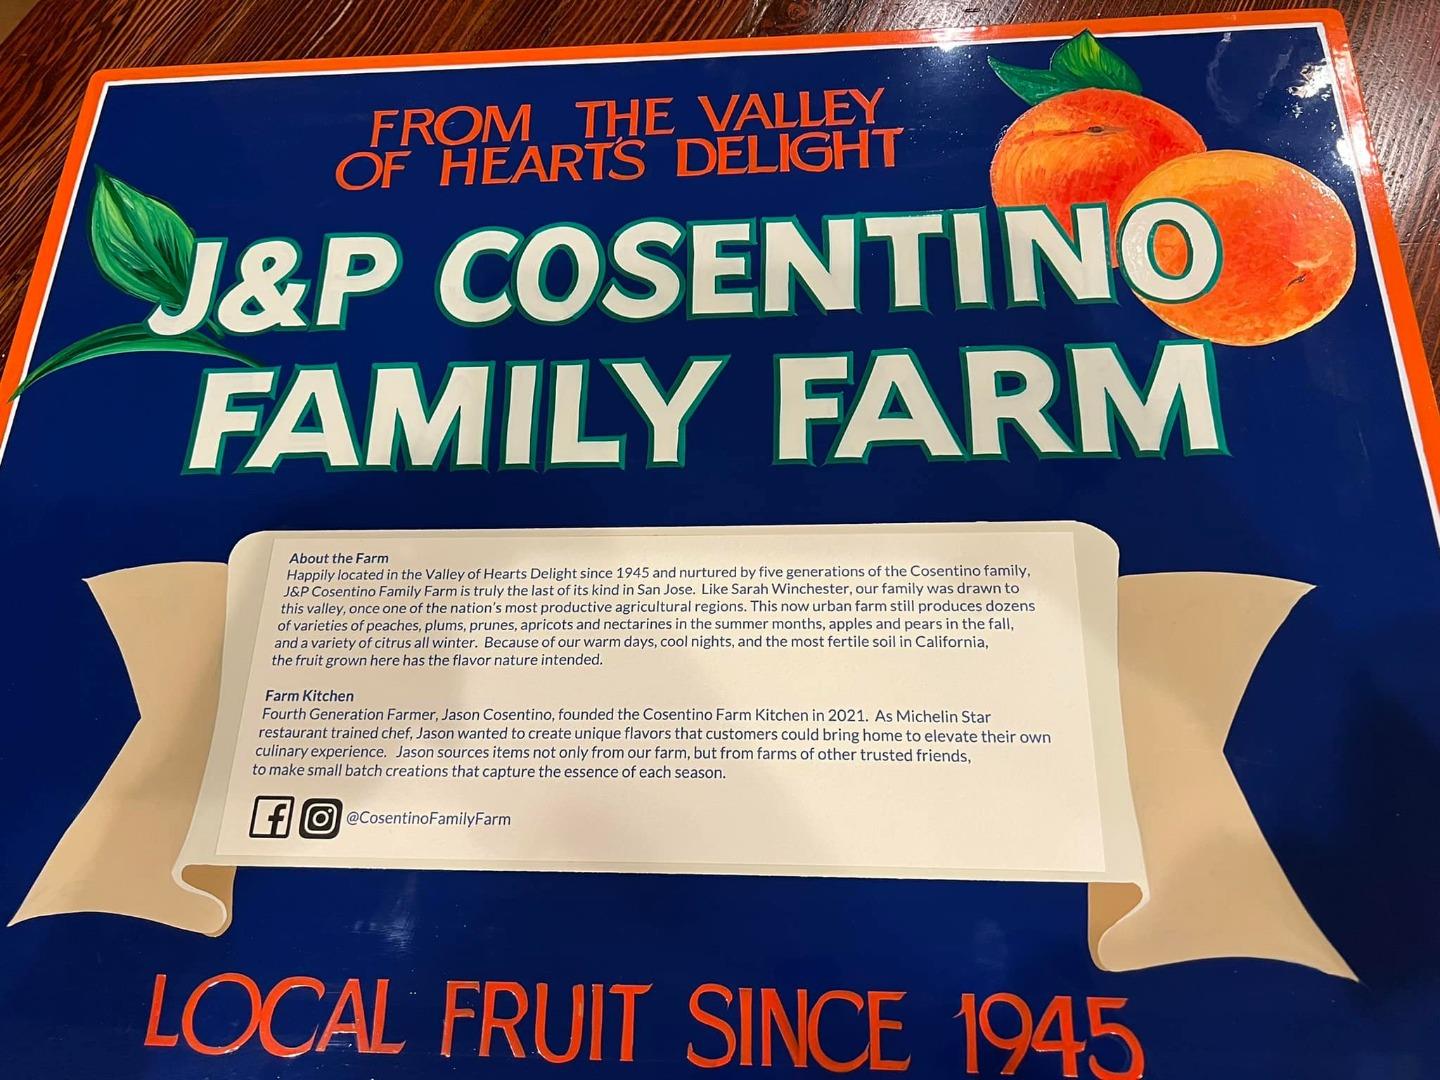 FROM THE VALLEY
OF HEART'S DELIGHT
J&P COSENTINO
FAMILY FARM
About the Farm
Happily located in the Valley of Hearts Delight since 1945 and nurtured by five generations of the Cosentino family,
J&P Cosentino Family Farm is truly the last of its kind in San Jose. Like Sarah Winchester, our family was drawn to
this valley, once one of the nation's most productive agricultural regions. This now urban farm still produces dozens
of varieties of peaches, plums, prunes, apricots and nectarines in the summer months, apples and pears in the fall,
and a variety of citrus all winter. Because of our warm days, cool nights, and the most fertile soil in California,
the fruit grown here has the flavor nature intended.
Farm Kitchen
Fourth Generation Farmer, Jason Cosentino, founded the Cosentino Farm Kitchen in 2021. As Michelin Star
restaurant trained chef, Jason wanted to create unique flavors that customers could bring home to elevate their own
culinary experience. Jason sources items not only from our farm, but from farms of other trusted friends,
to make small batch creations that capture the essence of each season.
@CosentinoFamilyFarm
LOCAL FRUIT SINCE 1945